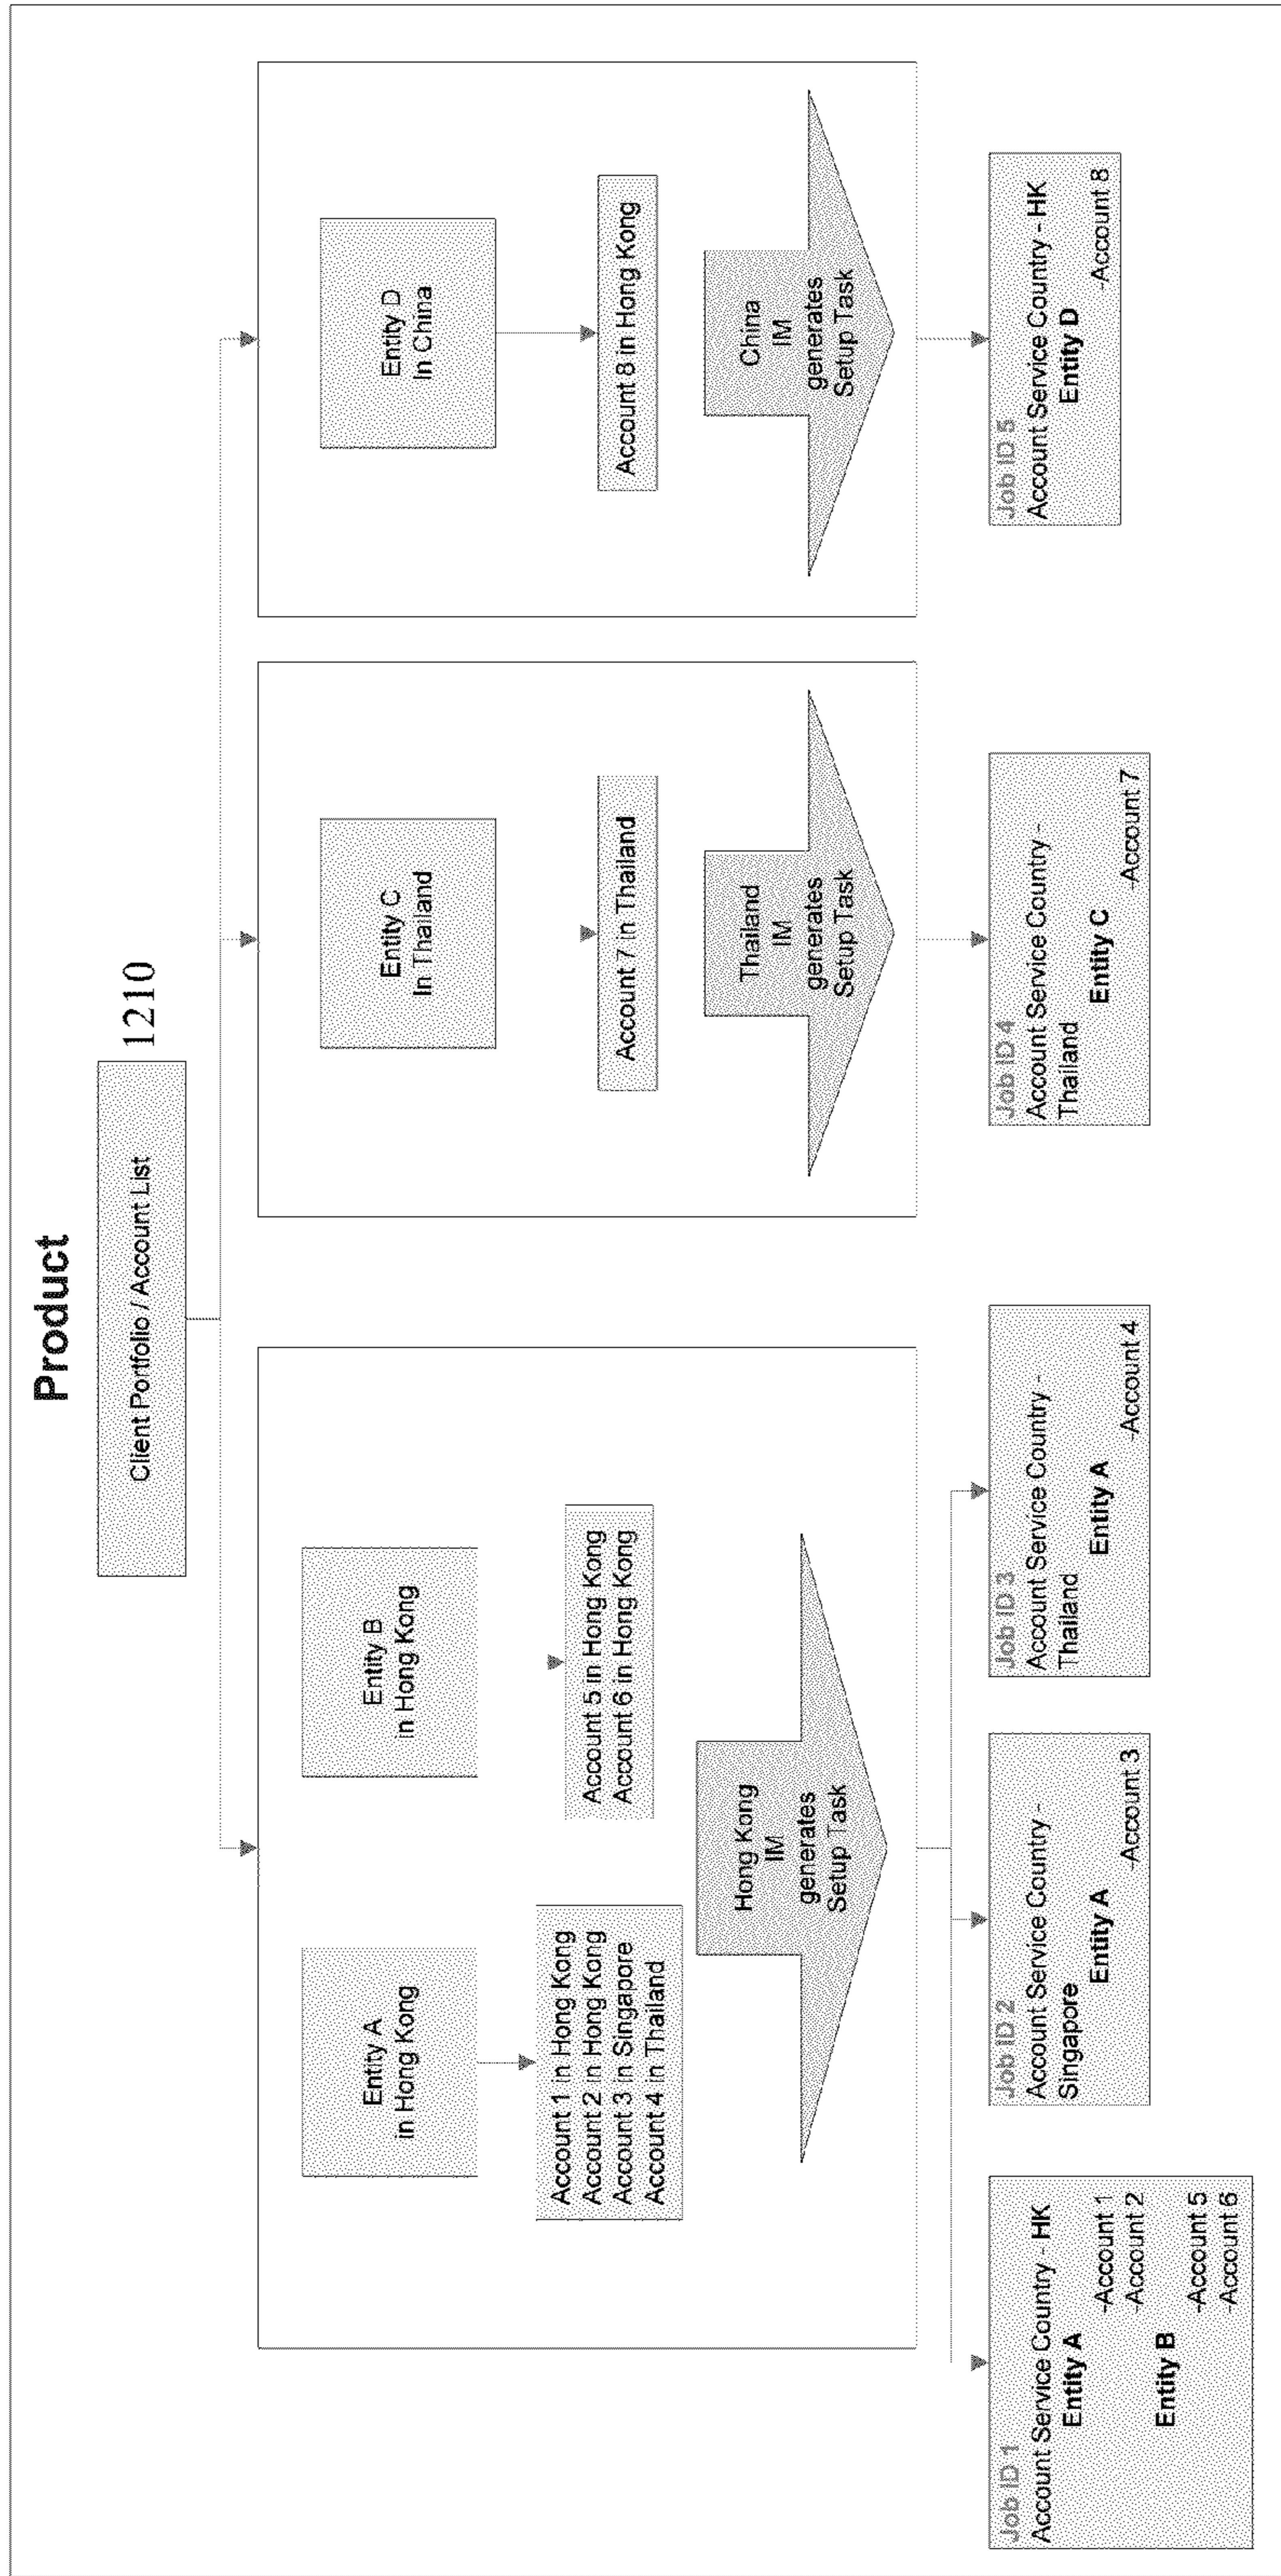 Product
Client Portfolio / Account List
1210
Entity A
in Hong Kong
Account 1 in Hong Kong
Account 2 in Hong Kong
Account 3 in Singapore
Account 4 in Thailand
Entity B
in Hong Kong
Account 5 in Hong Kong
Account 6 in Hong Kong
Hong Kong
IM
generates
Setup Task
Entity C
In Thailand
Account 7 in Thailand
Thailand
IM
generates
Setup Task
Entity D
In China
Account 8 in Hong Kong
China
IM
generates
Setup Task
Job ID 1
Account Service Country - HK
Entity A
-Account 1
-Account 2
Entity B
-Account 5
-Account 6
Job ID 2
Account Service Country -
Singapore
Entity A
-Account 3
Job ID 3
Account Service Country -
Thailand
Entity A
-Account 4
Job ID 4
Account Service Country -
Thailand
Entity C
-Account 7
Job ID 5
Account Service Country - HK
Entity D
-Account 8